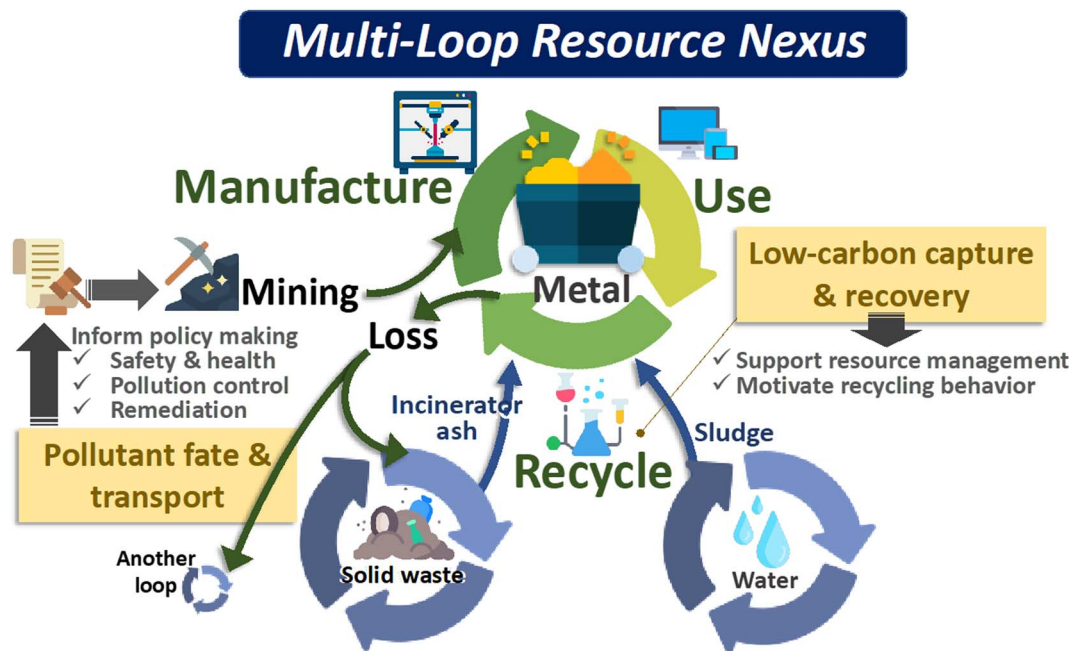 Multi-Loop Resource Nexus
Manufacture
Use
Mining
Metal
Loss
Low-carbon capture
& recovery
Inform policy making
✓ Safety & health
✓ Pollution control
✓ Remediation
✓ Support resource management
✓ Motivate recycling behavior
Incinerator
ash
Sludge
Recycle
Pollutant fate &
transport
Another
loop
Solid waste
Water